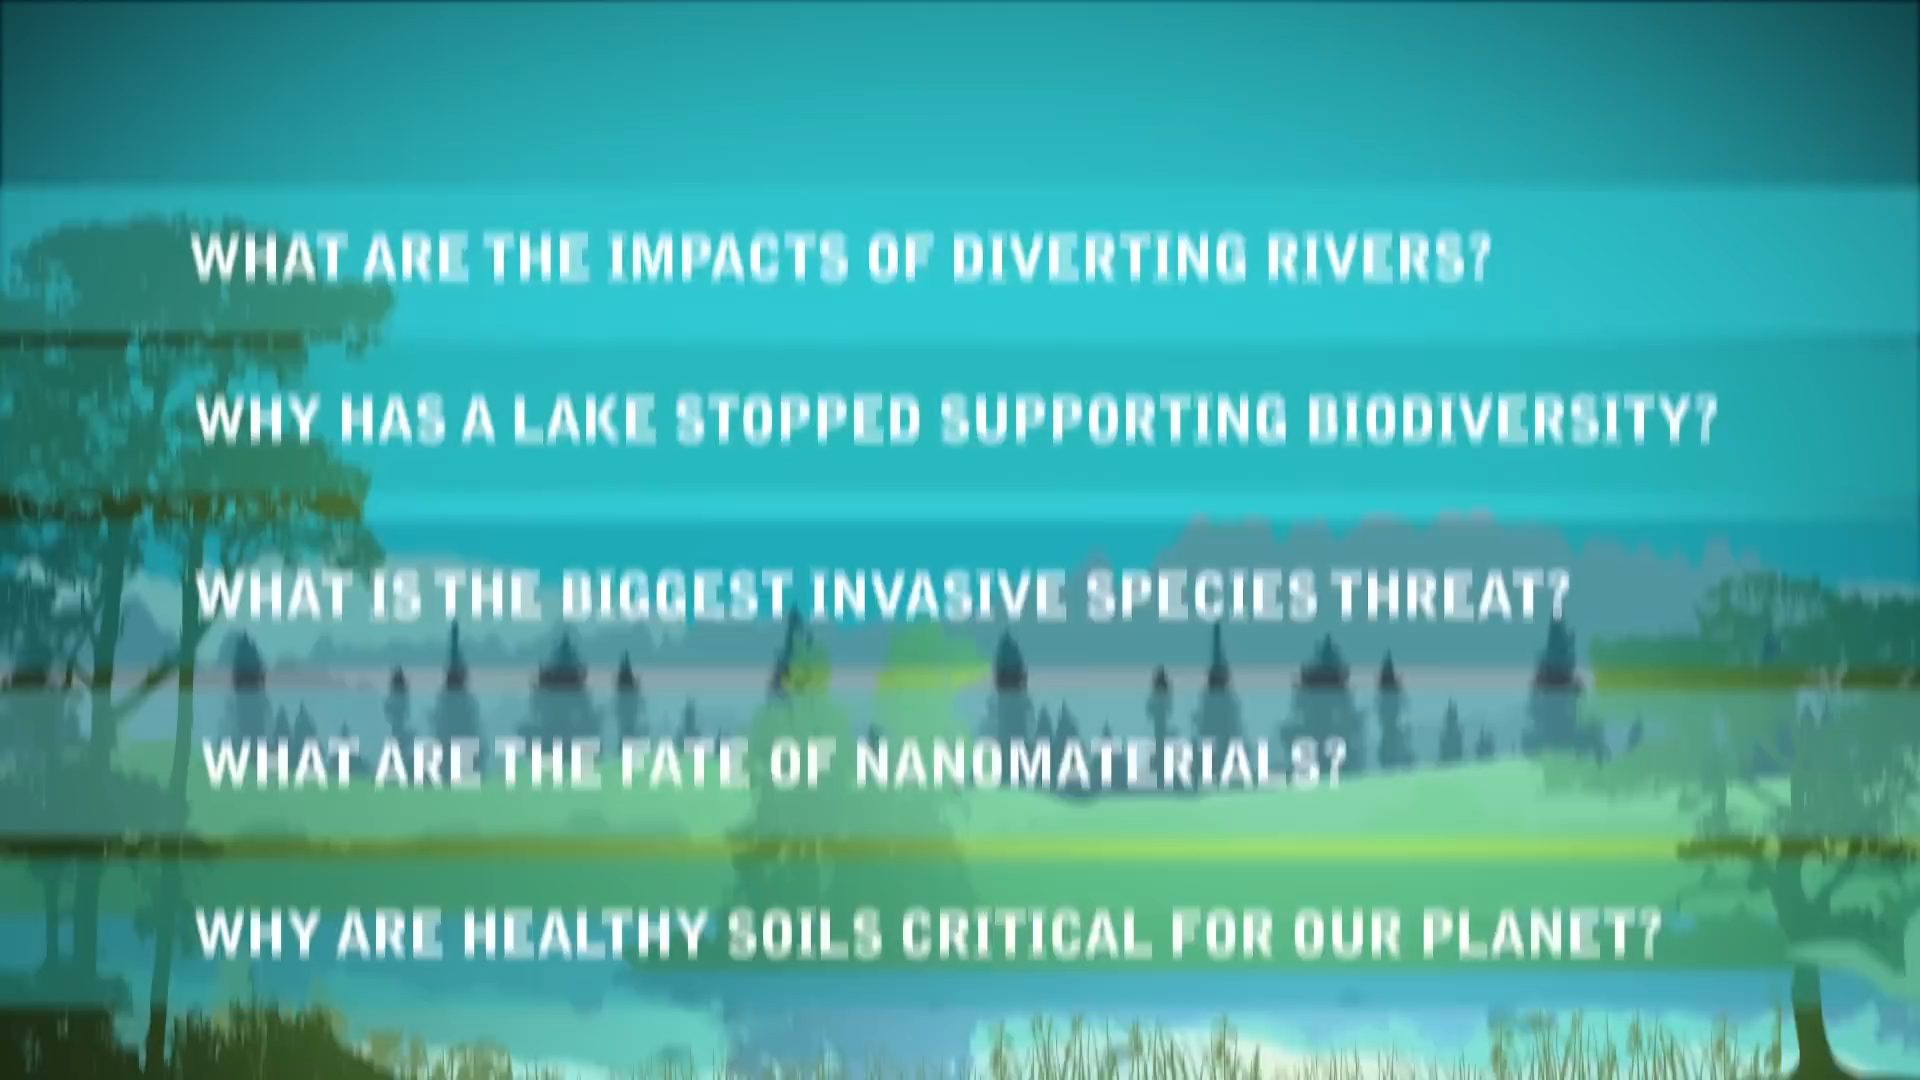 WHAT ARE THE IMPACTS OF DIVERTING RIVERS?
WHY HAS A LAKE STOPPED SUPPORTING BIODIVERSITY?
WHAT IS THE BIGGEST INVASIVE SPECIES THREAT?
WHAT ARE THE FATE OF NANOMATERIALS?
WHY ARE HEALTHY SOILS CRITICAL FOR OUR PLANET?